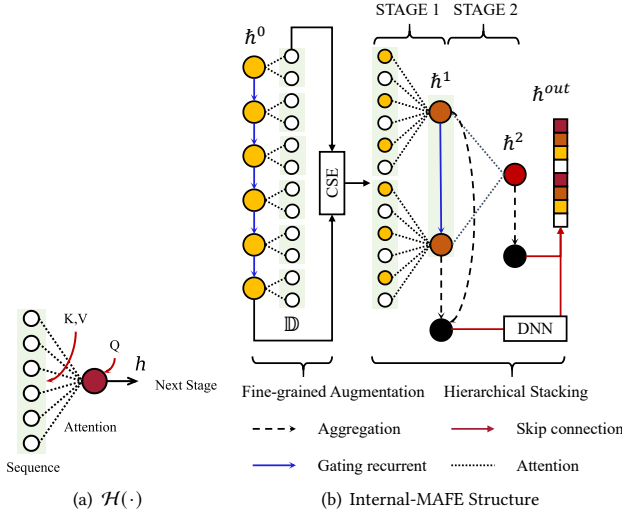 STAGE 1 STAGE 2
ħ⁰
ħ¹
ħ²
ħᵒᵘᵗ
CSE
𝔻
DNN
K,V
Q
h
Next Stage
Attention
Sequence
Fine-grained Augmentation
Hierarchical Stacking
Aggregation
Skip connection
Gating recurrent
Attention
(a) ℋ(·)
(b) Internal-MAFE Structure